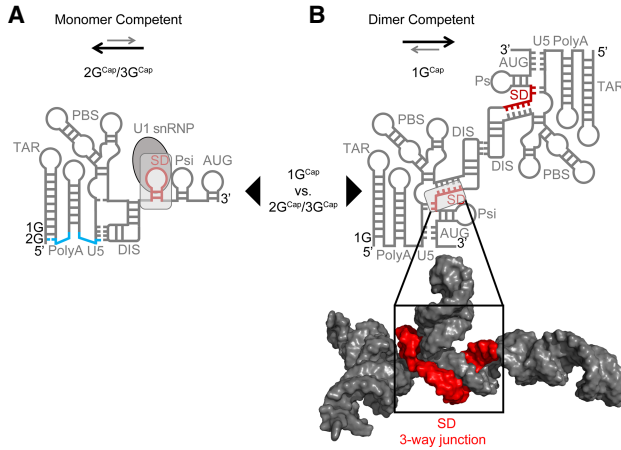 A
Monomer Competent
2G^Cap/3G^Cap
PBS
U1 snRNP
TAR
SD
Psi
AUG
3'
1G
2G
5'
PolyA
U5
DIS
1G^Cap
vs.
2G^Cap/3G^Cap
B
Dimer Competent
1G^Cap
3'
U5
PolyA
5'
AUG
Ps
SD
TAR
DIS
PBS
PBS
DIS
TAR
SD
Psi
AUG
1G
5'
PolyA
U5
3'
SD
3-way junction